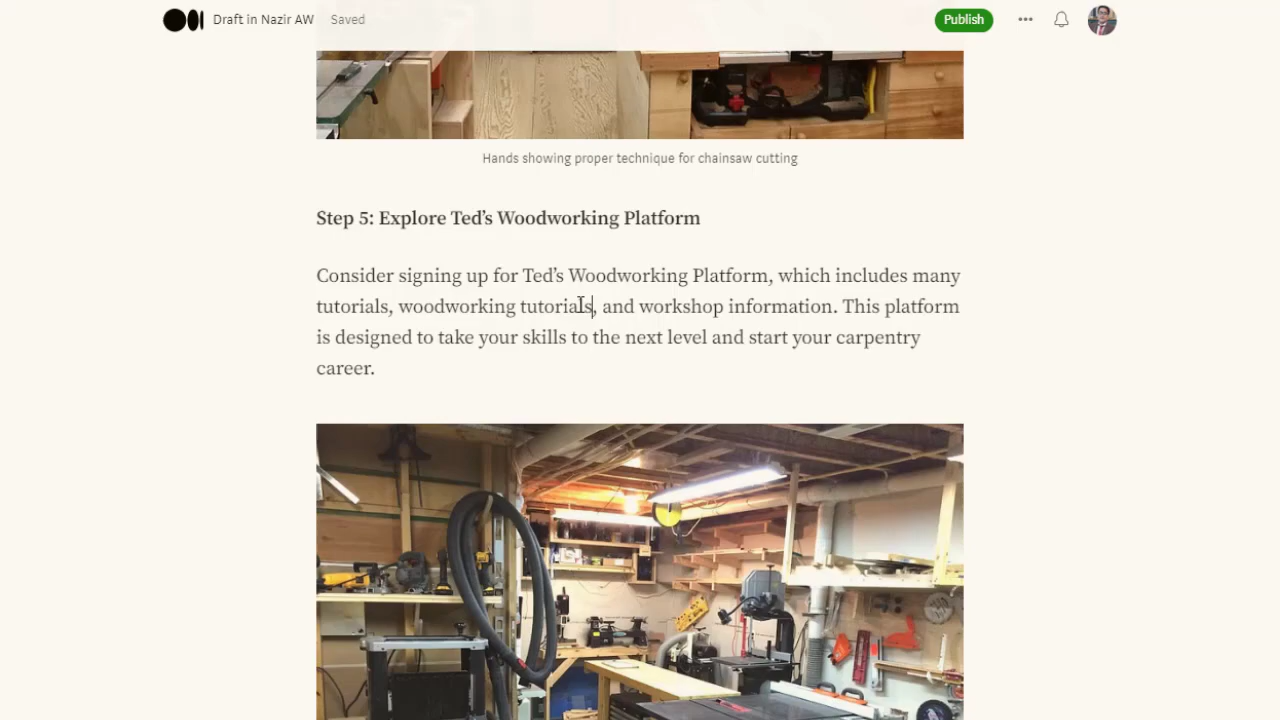 Draft in Nazir AW
Saved
Publish
Hands showing proper technique for chainsaw cutting
Step 5: Explore Ted’s Woodworking Platform
Consider signing up for Ted’s Woodworking Platform, which includes many
tutorials, woodworking tutorials, and workshop information. This platform
is designed to take your skills to the next level and start your carpentry
career.